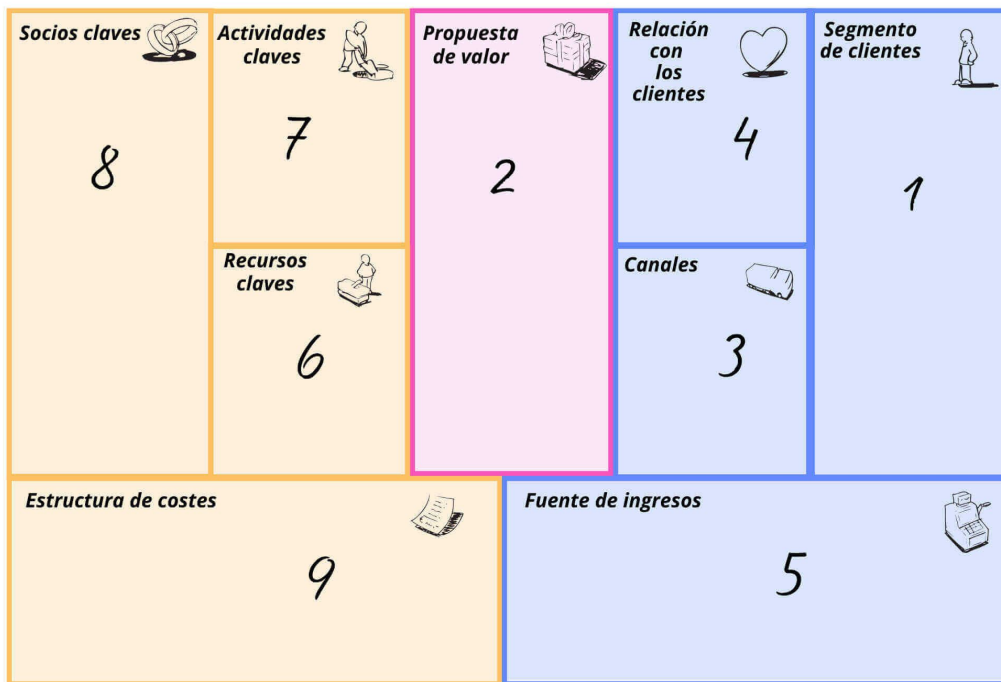 Socios claves
8
Actividades
claves
7
Recursos
claves
6
Propuesta
de valor
2
Relación
con
los
clientes
4
Canales
3
Segmento
de clientes
1
Estructura de costes
9
Fuente de ingresos
5